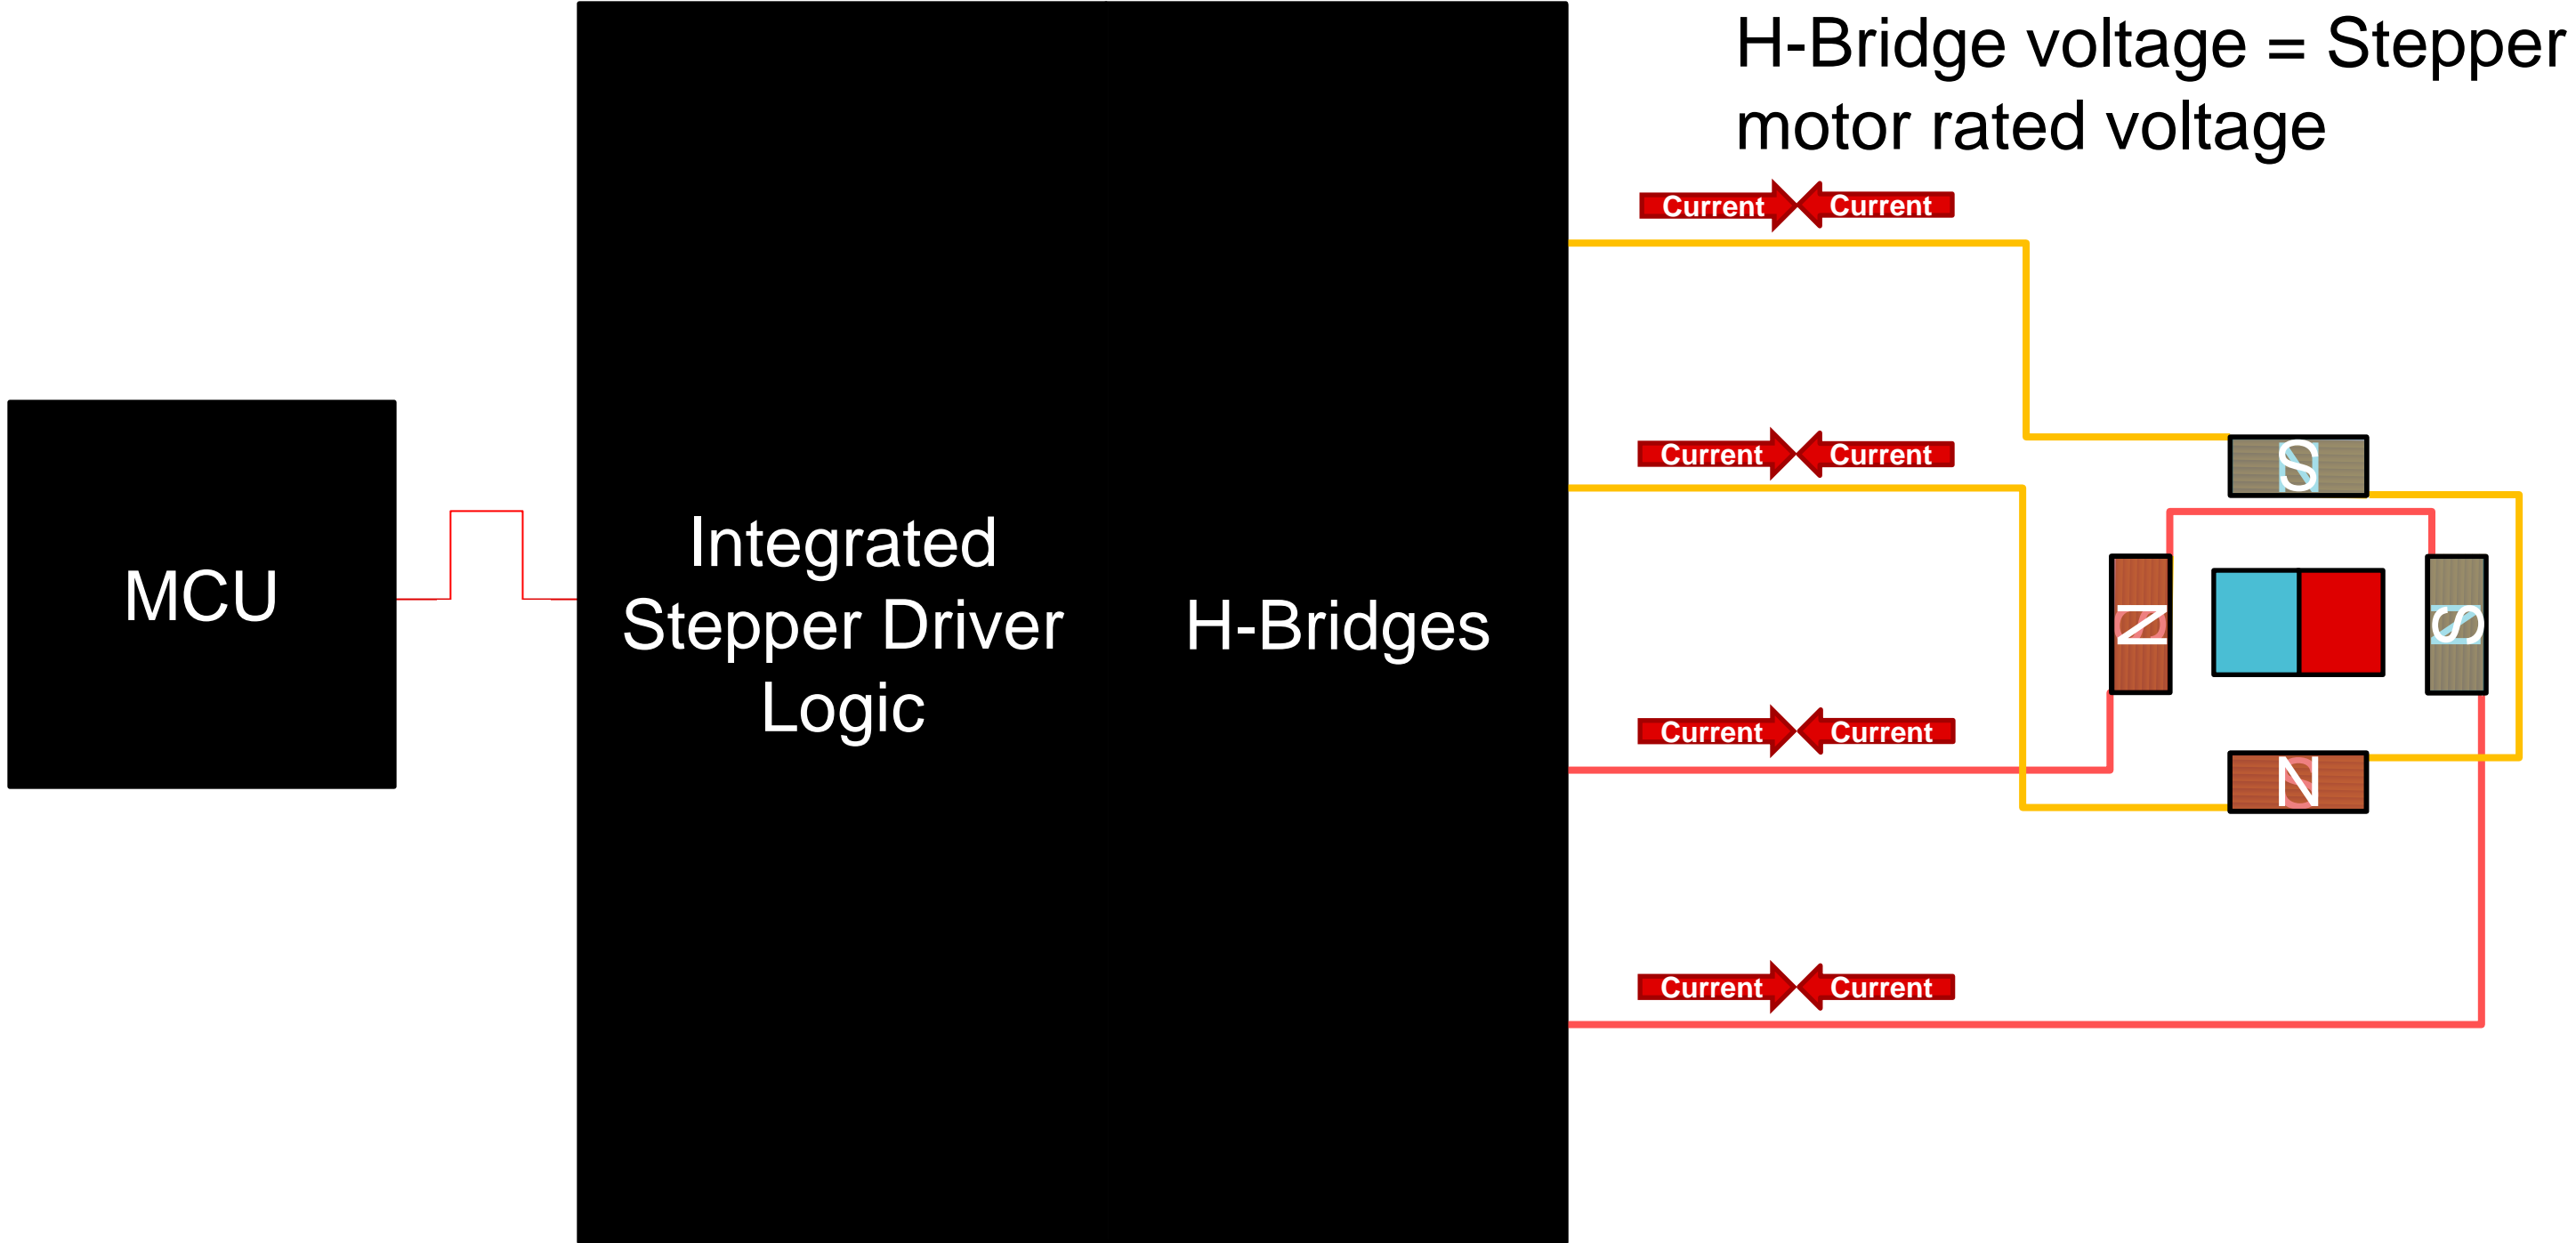 H-Bridge voltage = Stepper
motor rated voltage
Current Current
Current Current
S
MCU
Integrated
Stepper Driver
Logic
H-Bridges
N
S
Current Current
N
Current Current